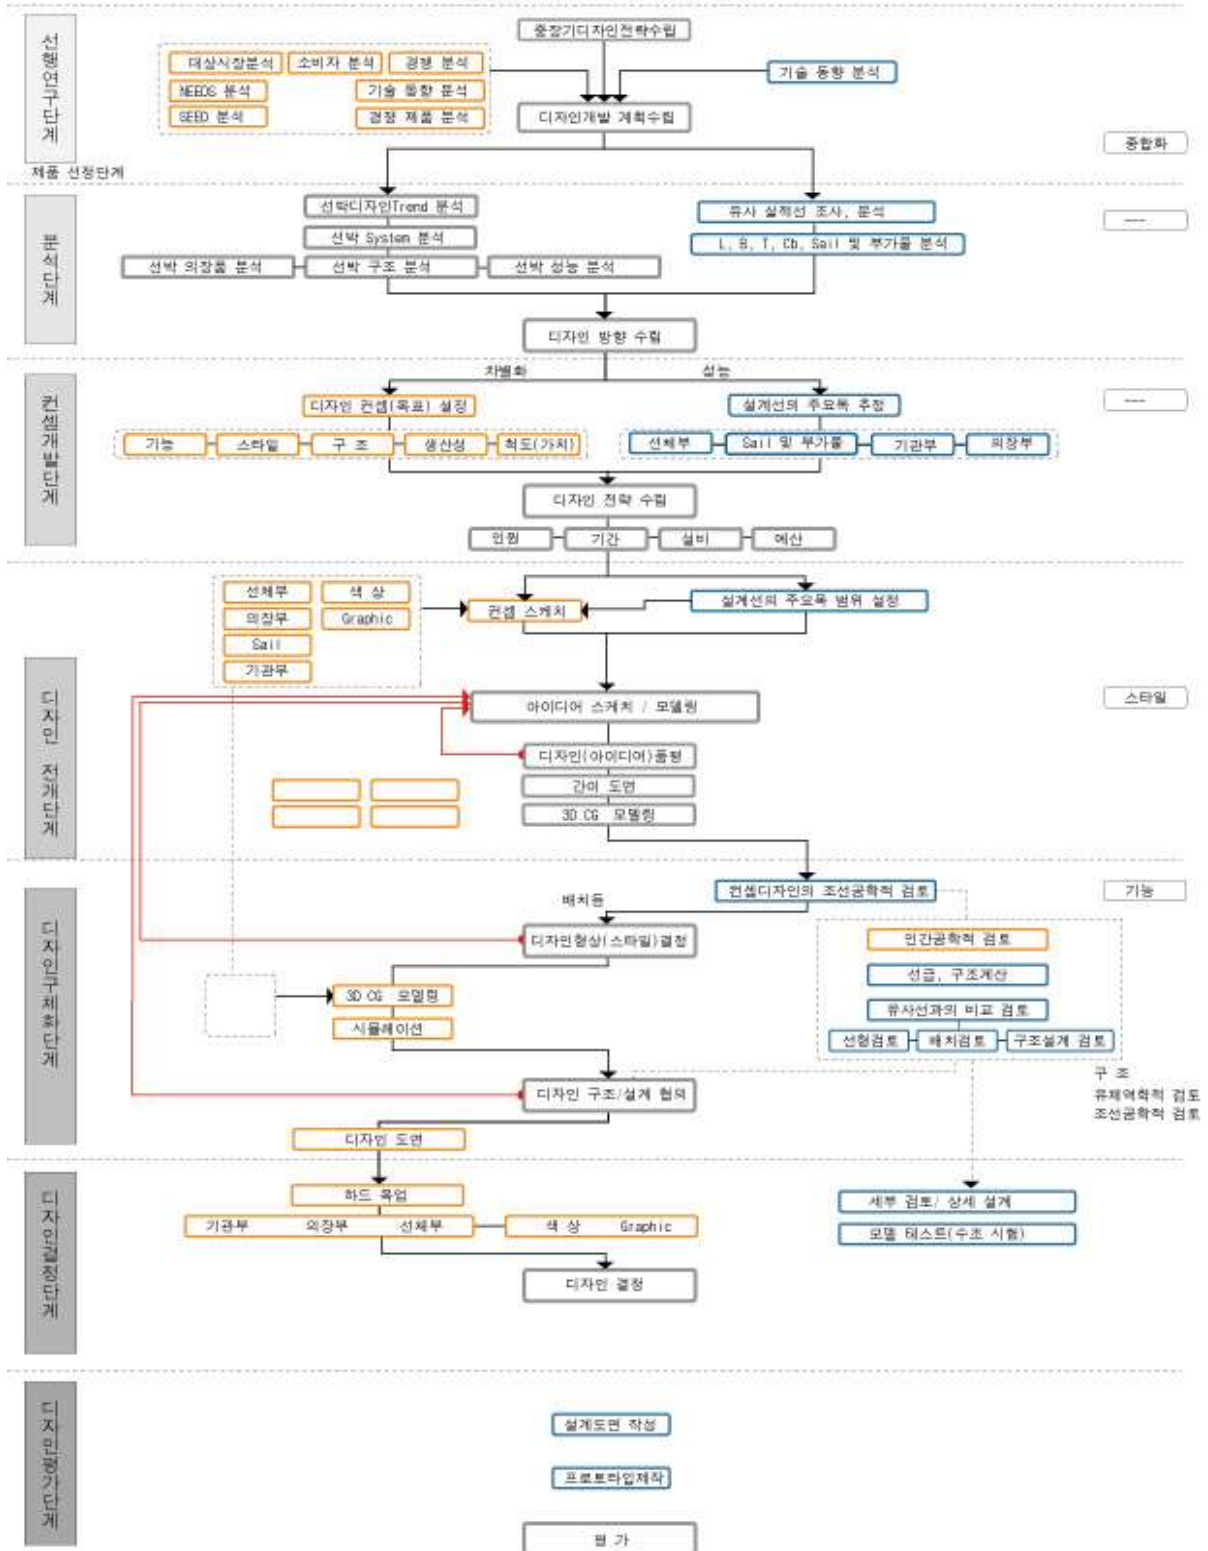 선행연구단계
중장기디자인전략수립
대상시장분석 소비자 분석 경쟁 분석
NEEDS 분석 기술 동향 분석
SEED 분석 경쟁 제품 분석
기술 동향 분석
디자인개발 계획수립
종합화
제품 선정단계
분석단계
선박디자인Trend 분석
선박 System 분석
선박 의장품 분석 선박 구조 분석 선박 성능 분석
유사 실적선 조사, 분석
L, B, T, Cb, Sail 및 부가물 분석
---
디자인 방향 수립
컨셉개발단계
차별화 성능
디자인 컨셉(목표) 설정
설계선의 주요목 추정
---
기능 스타일 구 조 생산성 척도(가치)
선체부 Sail 및 부가물 기관부 의장부
디자인 전략 수립
인원 기간 설비 예산
선체부 색 상
의장부 Graphic
Sail
기관부
컨셉 스케치
설계선의 주요목 범위 설정
디자인 전개단계
아이디어 스케치 / 모델링
스타일
디자인(아이디어)품평
간이 도면
3D CG 모델링
디자인구체화단계
컨셉디자인의 조선공학적 검토
기능
배치등
디자인형상(스타일)결정
인간공학적 검토
선급, 구조계산
유사선과의 비교 검토
선형검토 배치검토 구조설계 검토
3D CG 모델링
시뮬레이션
구 조
유체역학적 검토
조선공학적 검토
디자인 구조/설계 협의
디자인 도면
디자인결정단계
하드 목업
기관부 의장부 선체부 색 상 Graphic
세부 검토/ 상세 설계
모델 테스트(수조 시험)
디자인 결정
디자인평가단계
설계도면 작성
프로토타입제작
평 가